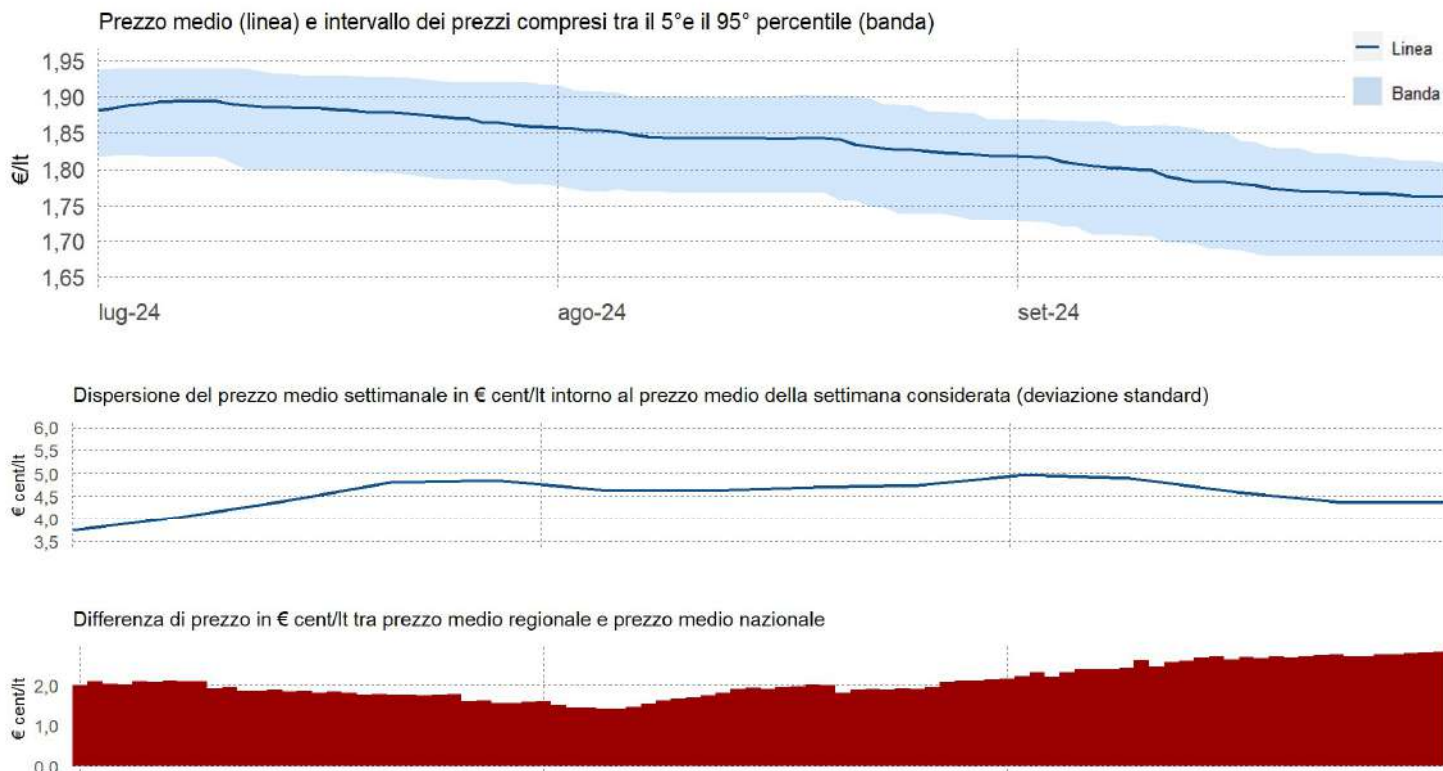 Prezzo medio (linea) e intervallo dei prezzi compresi tra il 5°e il 95° percentile (banda)
Linea
Banda
€/lt
1,95
1,90
1,85
1,80
1,75
1,70
1,65
lug-24 ago-24 set-24
Dispersione del prezzo medio settimanale in € cent/lt intorno al prezzo medio della settimana considerata (deviazione standard)
€ cent/lt
6,0
5,5
5,0
4,5
4,0
3,5
Differenza di prezzo in € cent/lt tra prezzo medio regionale e prezzo medio nazionale
€ cent/lt
2,0
1,0
0,0